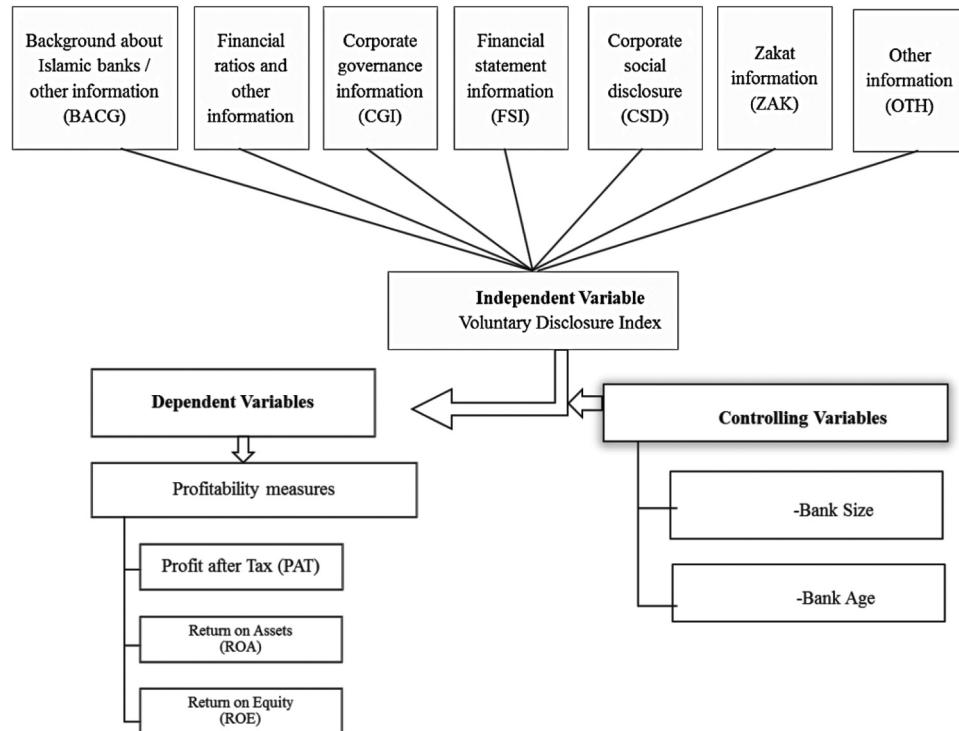 Background about
Islamic banks /
other information
(BACG)
Financial
ratios and
other
information
Corporate
governance
information
(CGI)
Financial
statement
information
(FSI)
Corporate
social
disclosure
(CSD)
Zakat
information
(ZAK)
Other
information
(OTH)
Independent Variable
Voluntary Disclosure Index
Dependent Variables
Controlling Variables
Profitability measures
-Bank Size
Profit after Tax (PAT)
-Bank Age
Return on Assets
(ROA)
Return on Equity
(ROE)